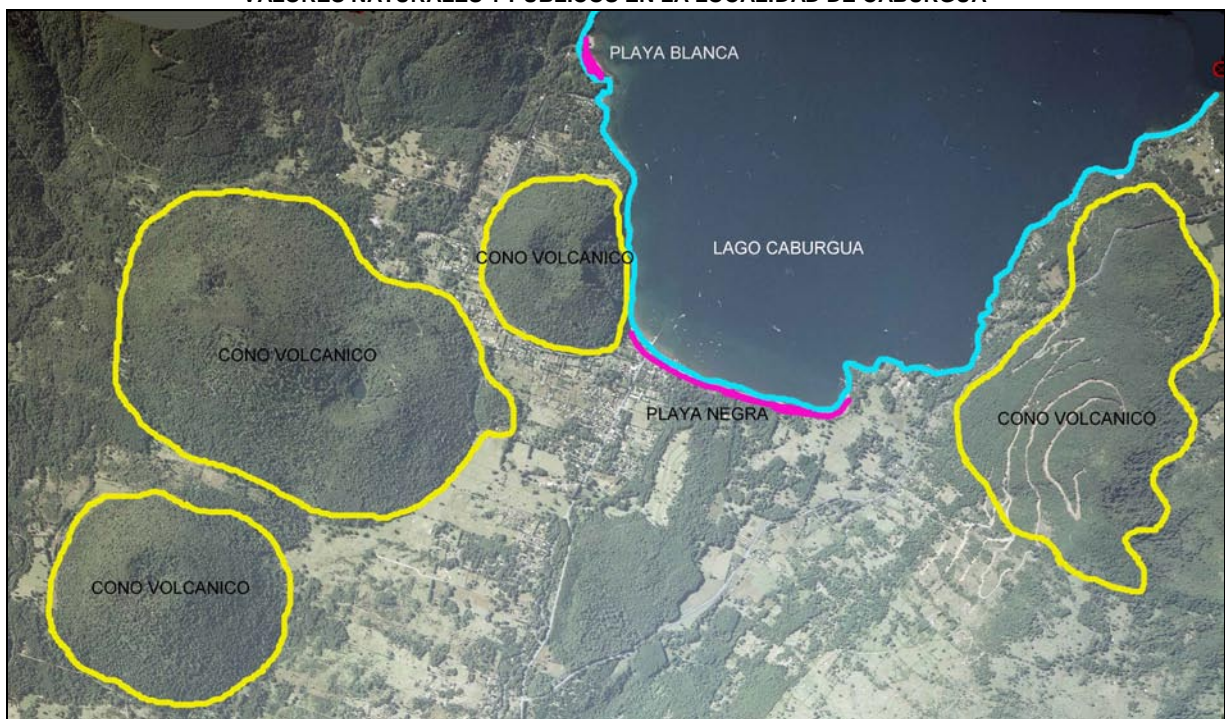 VALORES NATURALES Y PUBLICOS EN LA LOCALIDAD DE CABURGUA
PLAYA BLANCA
LAGO CABURGUA
CONO VOLCANICO
CONO VOLCANICO
PLAYA NEGRA
CONO VOLCANICO
CONO VOLCANICO